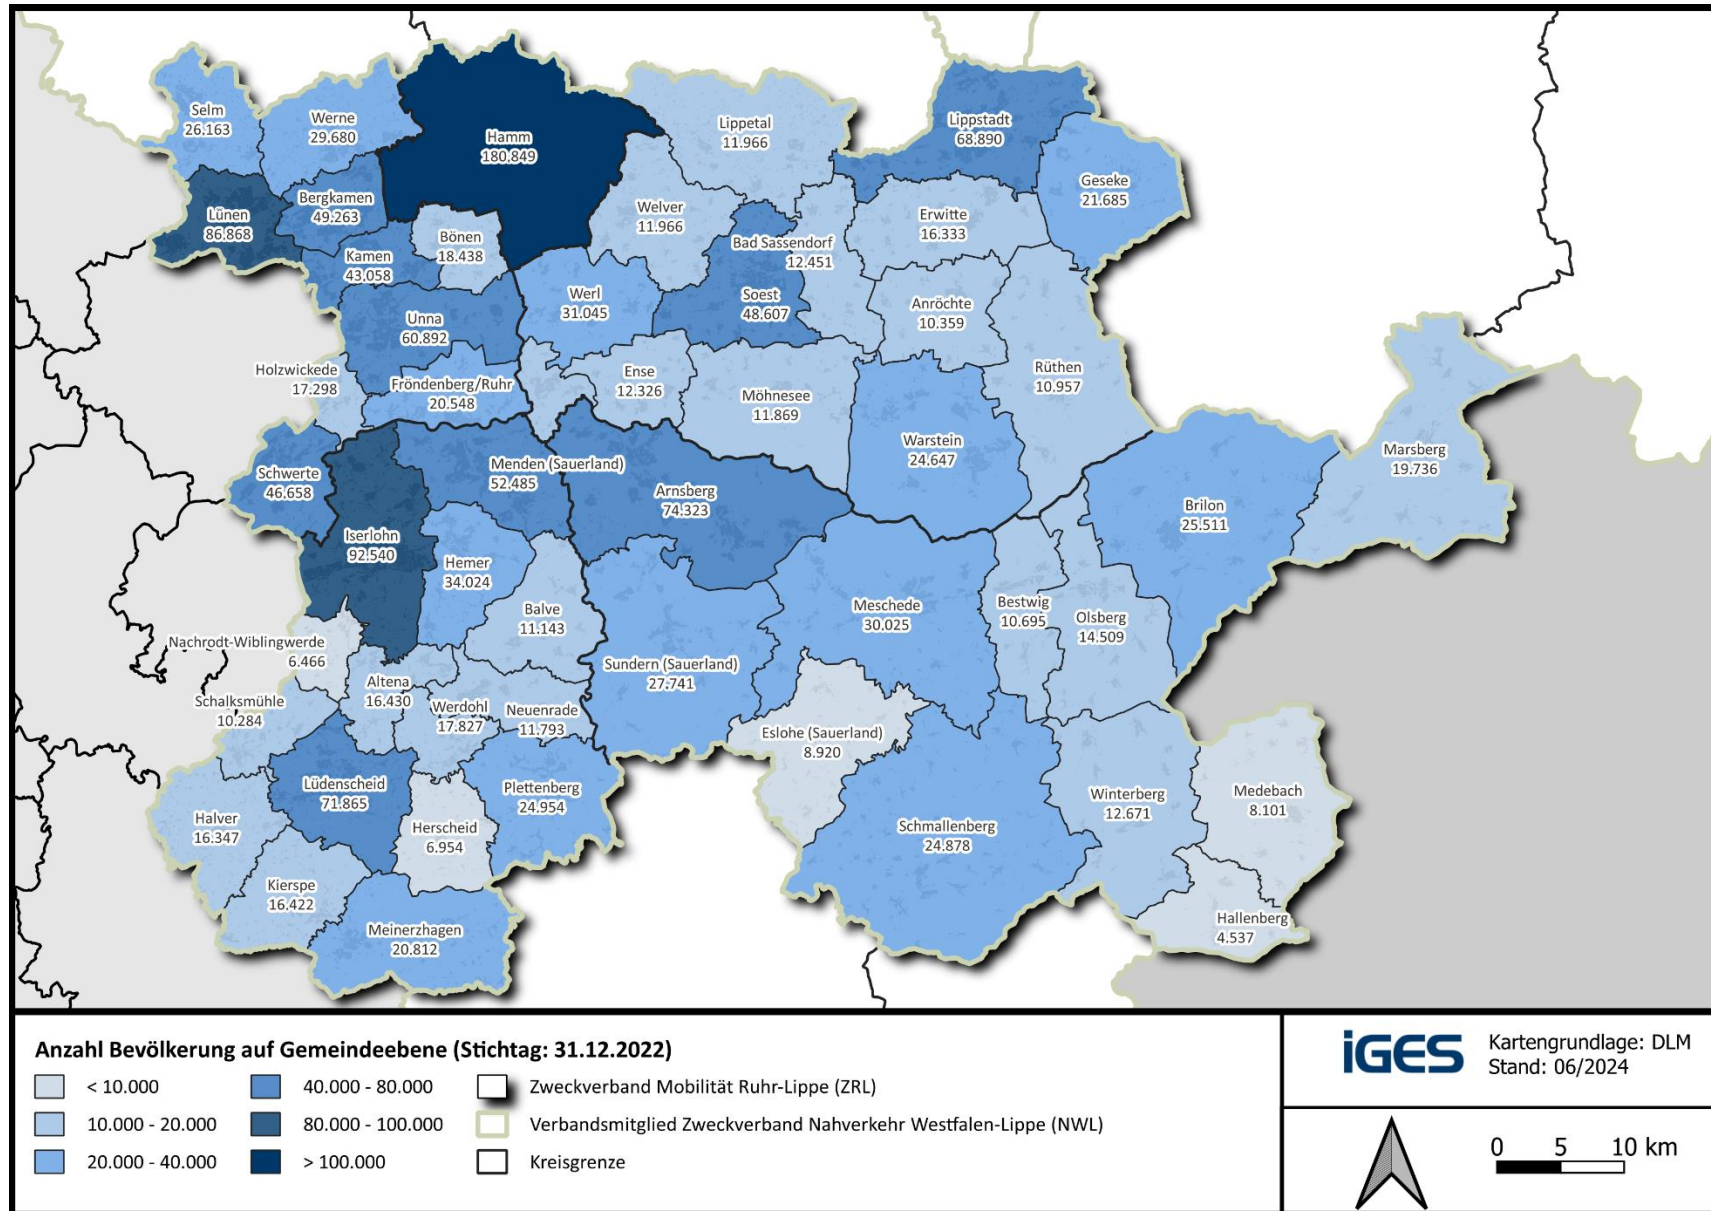 Selm
26.163
Werne
29.680
Hamm
180.849
Lippetal
11.966
Lippstadt
68.890
Geseke
21.685
Lünen
86.868
Bergkamen
49.263
Bönen
18.438
Welver
11.966
Erwitte
16.333
Kamen
43.058
Bad Sassendorf
12.451
Werl
31.045
Soest
48.607
Anröchte
10.359
Unna
60.892
Holzwickede
17.298
Fröndenberg/Ruhr
20.548
Ense
12.326
Möhnesee
11.869
Rüthen
10.957
Schwerte
46.658
Menden (Sauerland)
52.485
Arnsberg
74.323
Warstein
24.647
Marsberg
19.736
Brilon
25.511
Iserlohn
92.540
Hemer
34.024
Balve
11.143
Meschede
30.025
Bestwig
10.695
Olsberg
14.509
Nachrodt-Wiblingwerde
6.466
Sundern (Sauerland)
27.741
Schalksmühle
10.284
Altena
16.430
Werdohl
17.827
Neuenrade
11.793
Eslohe (Sauerland)
8.920
Lüdenscheid
71.865
Plettenberg
24.954
Winterberg
12.671
Medebach
8.101
Halver
16.347
Herscheid
6.954
Schmallenberg
24.878
Kierspe
16.422
Hallenberg
4.537
Meinerzhagen
20.812
Anzahl Bevölkerung auf Gemeindeebene (Stichtag: 31.12.2022)
< 10.000
10.000 - 20.000
20.000 - 40.000
40.000 - 80.000
80.000 - 100.000
> 100.000
Zweckverband Mobilität Ruhr-Lippe (ZRL)
Verbandsmitglied Zweckverband Nahverkehr Westfalen-Lippe (NWL)
Kreisgrenze
iGES
Kartengrundlage: DLM
Stand: 06/2024
0 5 10 km